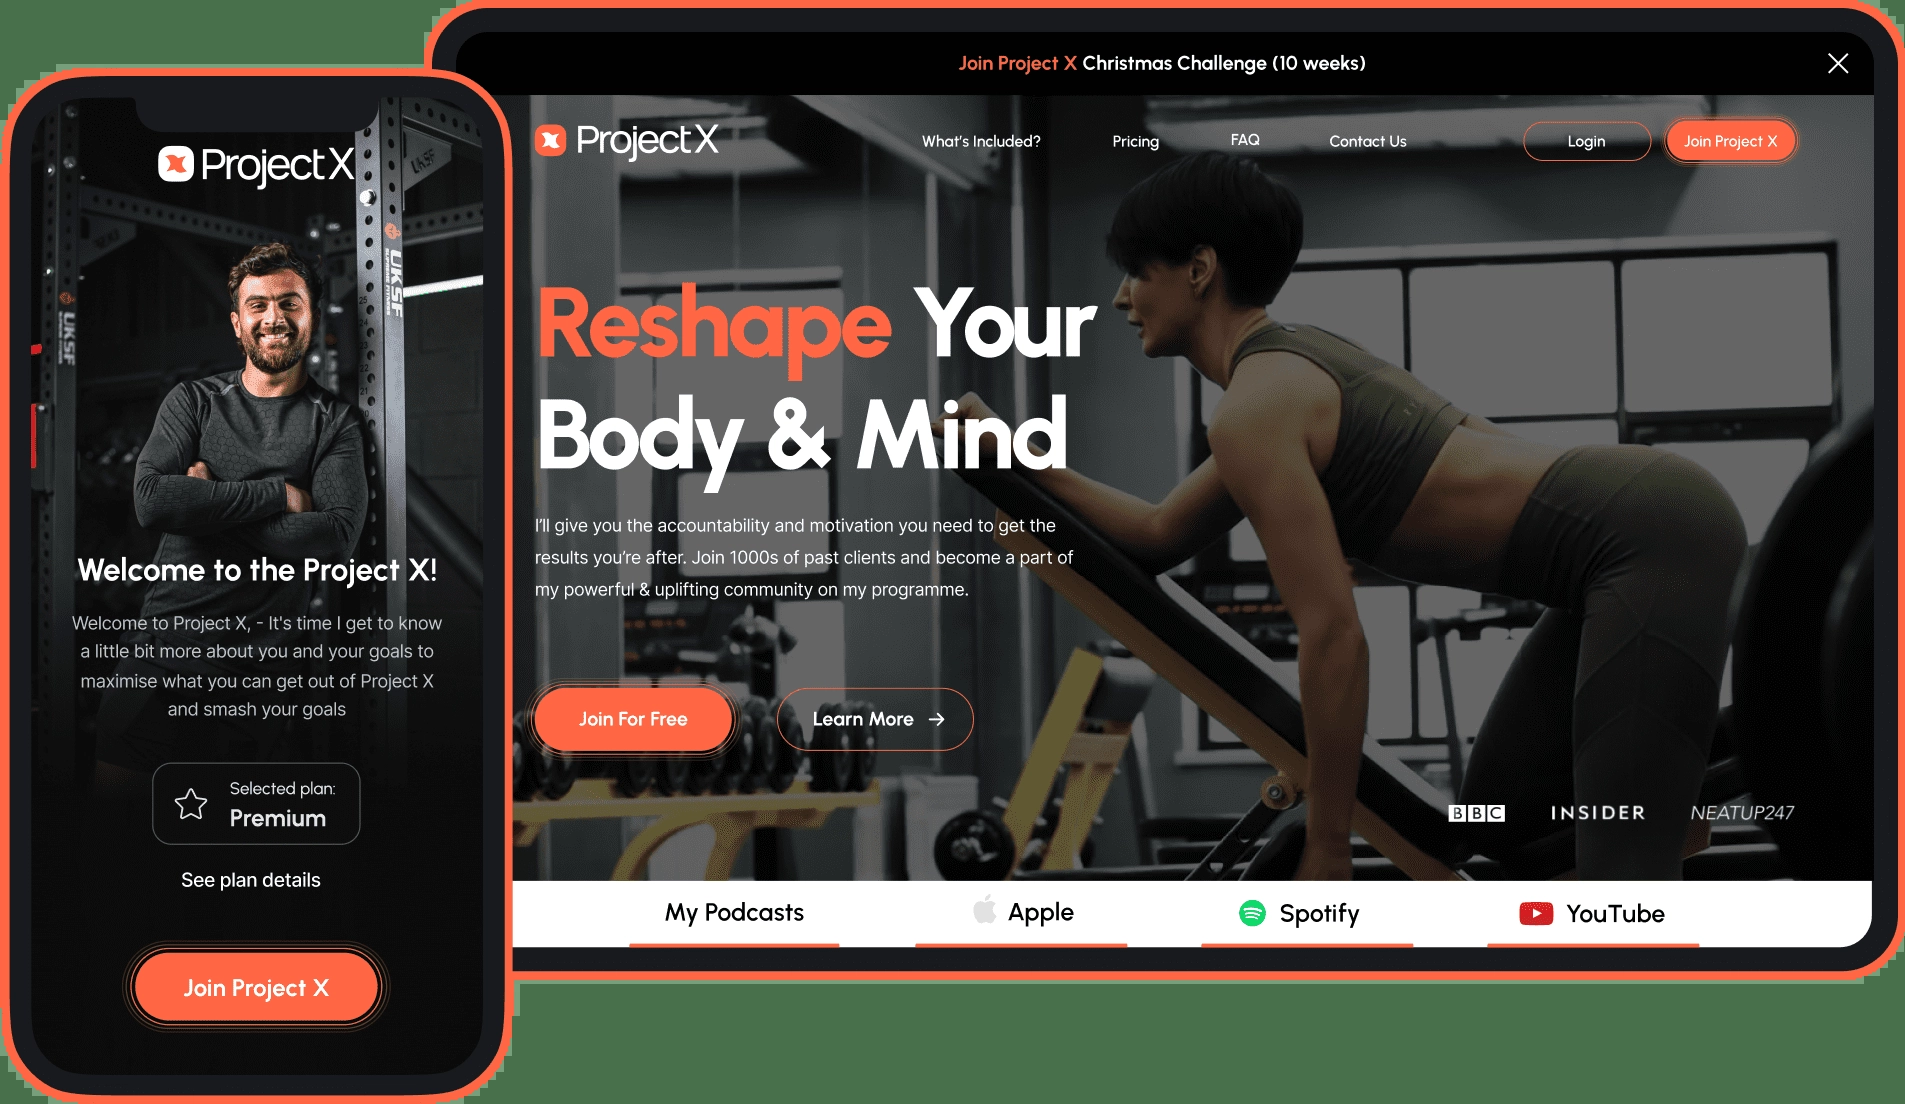 Project X
UKSF
UKSF
UKSF
Welcome to the Project X!
Welcome to Project X, - It's time I get to know
a little bit more about you and your goals to
maximise what you can get out of Project X
and smash your goals
Selected plan:
Premium
See plan details
Join Project X
Join Project X Christmas Challenge (10 weeks)
Project X
What's Included?
Pricing
FAQ
Contact Us
Login
Join Project X
Reshape Your
Body & Mind
I'll give you the accountability and motivation you need to get the
results you're after. Join 1000s of past clients and become a part of
my powerful & uplifting community on my programme.
Join For Free
Learn More →
BBC
INSIDER
NEATUP247
My Podcasts
Apple
Spotify
YouTube